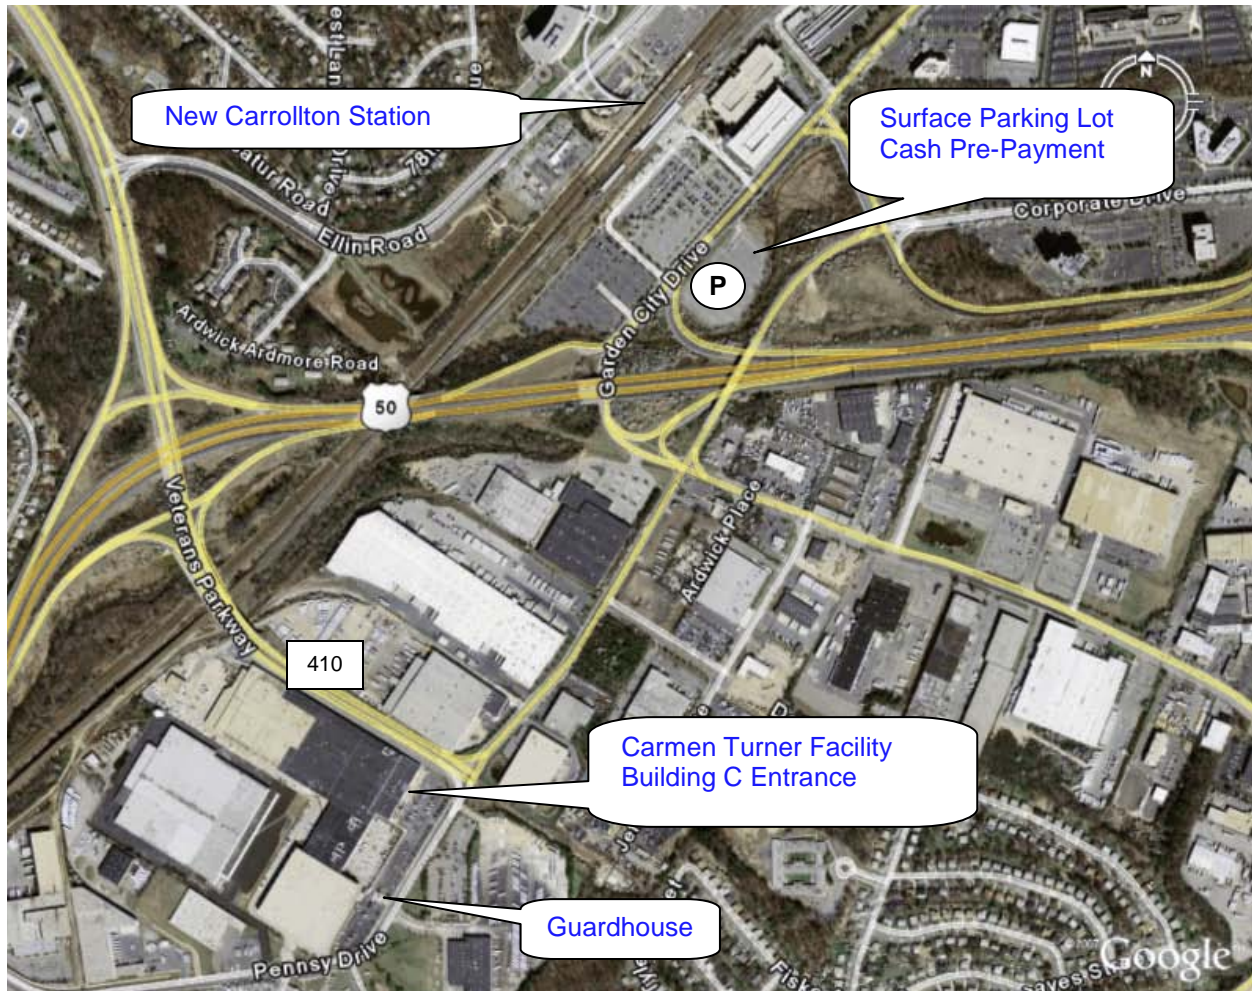 New Carrollton Station
Surface Parking Lot
Cash Pre-Payment
N
Corporate Drive
Ellin Road
Garden City Drive
P
Ardwick Ardmore Road
50
Veterans Parkway
Ardwick Place
410
Carmen Turner Facility
Building C Entrance
Guardhouse
Pennsy Drive
Google